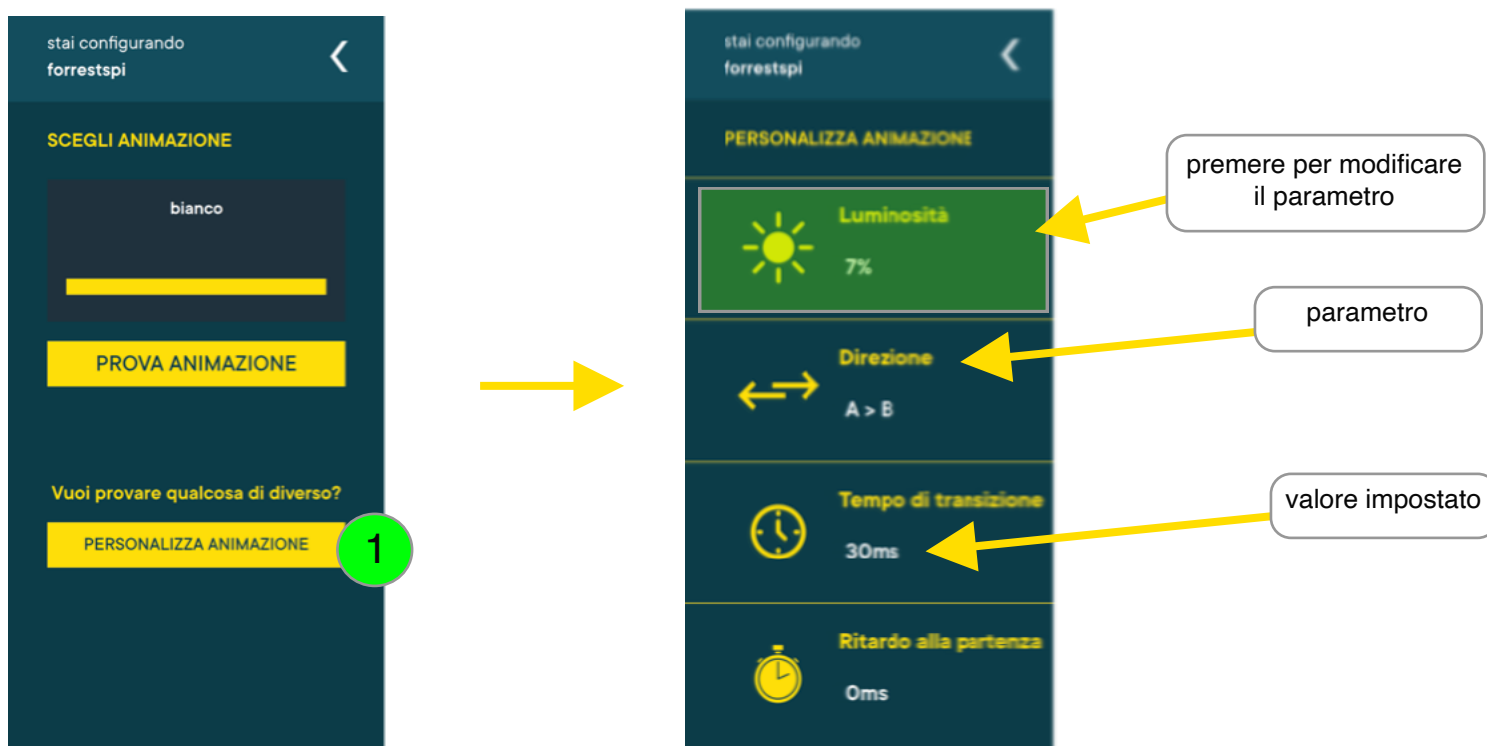 stai configurando
forrestspi
SCEGLI ANIMAZIONE
bianco
PROVA ANIMAZIONE
Vuoi provare qualcosa di diverso?
PERSONALIZZA ANIMAZIONE
1
stai configurando
forrestspi
PERSONALIZZA ANIMAZIONE
Luminosità
7%
Direzione
A > B
Tempo di transizione
30ms
Ritardo alla partenza
0ms
premere per modificare
il parametro
parametro
valore impostato